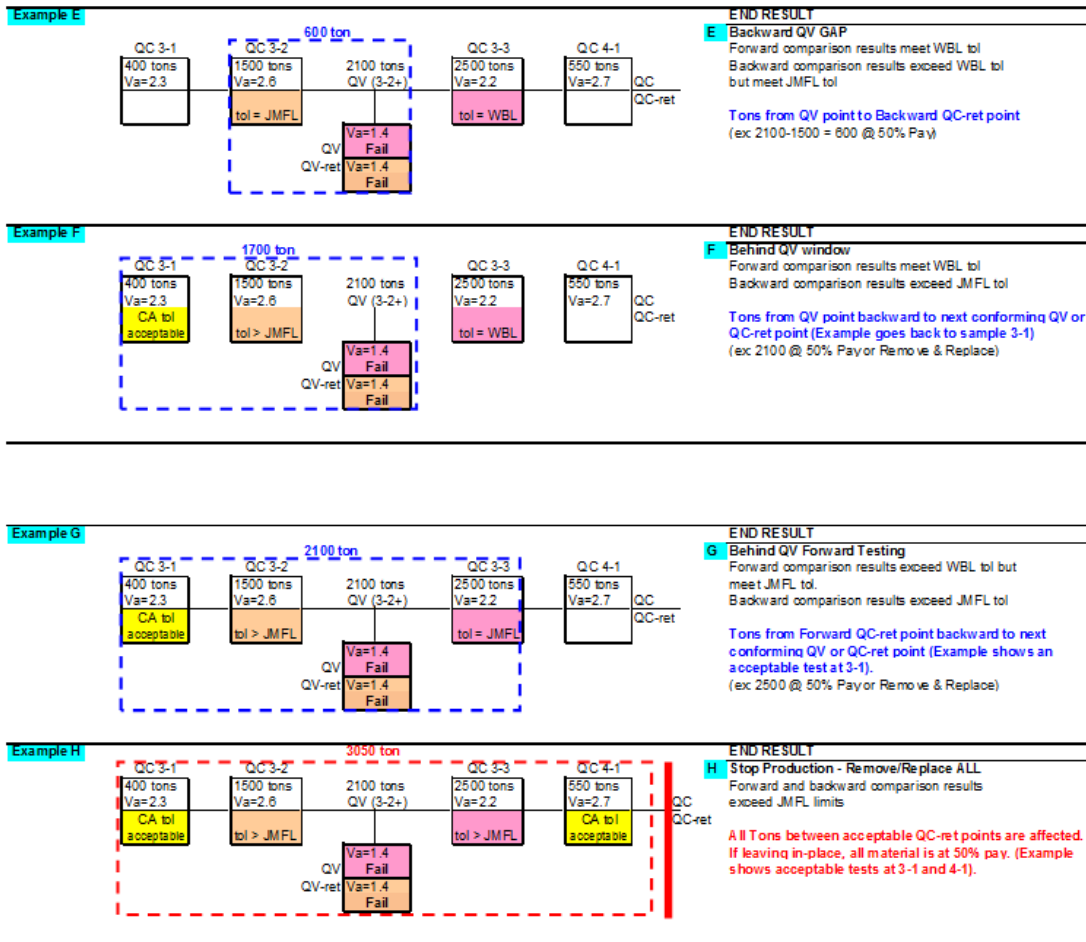 Example E
600 ton
QC 3-1 QC 3-2 QC 3-3 QC 4-1
400 tons 1500 tons 2100 tons 2500 tons 550 tons
Va=2.3 Va=2.6 QV (3-2+) Va=2.2 Va=2.7 QC
QC-ret
tol = JMFL tol = WBL
Va=1.4
QV Fail
QV-ret Va=1.4
Fail
END RESULT
E Backward QV GAP
Forward comparison results meet WBL tol
Backward comparison results exceed WBL tol
but meet JMFL tol
Tons from QV point to Backward QC-ret point
(ex: 2100-1500 = 600 @ 50% Pay)
Example F
1700 ton
QC 3-1 QC 3-2 QC 3-3 QC 4-1
400 tons 1500 tons 2100 tons 2500 tons 550 tons
Va=2.3 Va=2.6 QV (3-2+) Va=2.2 Va=2.7 QC
CA tol QC-ret
acceptable tol > JMFL tol = WBL
Va=1.4
QV Fail
QV-ret Va=1.4
Fail
END RESULT
F Behind QV window
Forward comparison results meet WBL tol
Backward comparison results exceed JMFL tol
Tons from QV point backward to next conforming QV or
QC-ret point (Example goes back to sample 3-1)
(ex: 2100 @ 50% Pay or Remove & Replace)
Example G
2100 ton
QC 3-1 QC 3-2 QC 3-3 QC 4-1
400 tons 1500 tons 2100 tons 2500 tons 550 tons
Va=2.3 Va=2.6 QV (3-2+) Va=2.2 Va=2.7 QC
CA tol QC-ret
acceptable tol > JMFL tol = JMFL
Va=1.4
QV Fail
QV-ret Va=1.4
Fail
END RESULT
G Behind QV Forward Testing
Forward comparison results exceed WBL tol but
meet JMFL tol.
Backward comparison results exceed JMFL tol
Tons from Forward QC-ret point backward to next
conforming QV or QC-ret point (Example shows an
acceptable test at 3-1).
(ex: 2500 @ 50% Pay or Remove & Replace)
Example H
3050 ton
QC 3-1 QC 3-2 QC 3-3 QC 4-1
400 tons 1500 tons 2100 tons 2500 tons 550 tons
Va=2.3 Va=2.6 QV (3-2+) Va=2.2 Va=2.7 QC
CA tol CA tol QC-ret
acceptable tol > JMFL tol > JMFL acceptable
Va=1.4
QV Fail
QV-ret Va=1.4
Fail
END RESULT
H Stop Production - Remove/Replace ALL
Forward and backward comparison results
exceed JMFL limits
All Tons between acceptable QC-ret points are affected.
If leaving in-place, all material is at 50% pay. (Example
shows acceptable tests at 3-1 and 4-1).